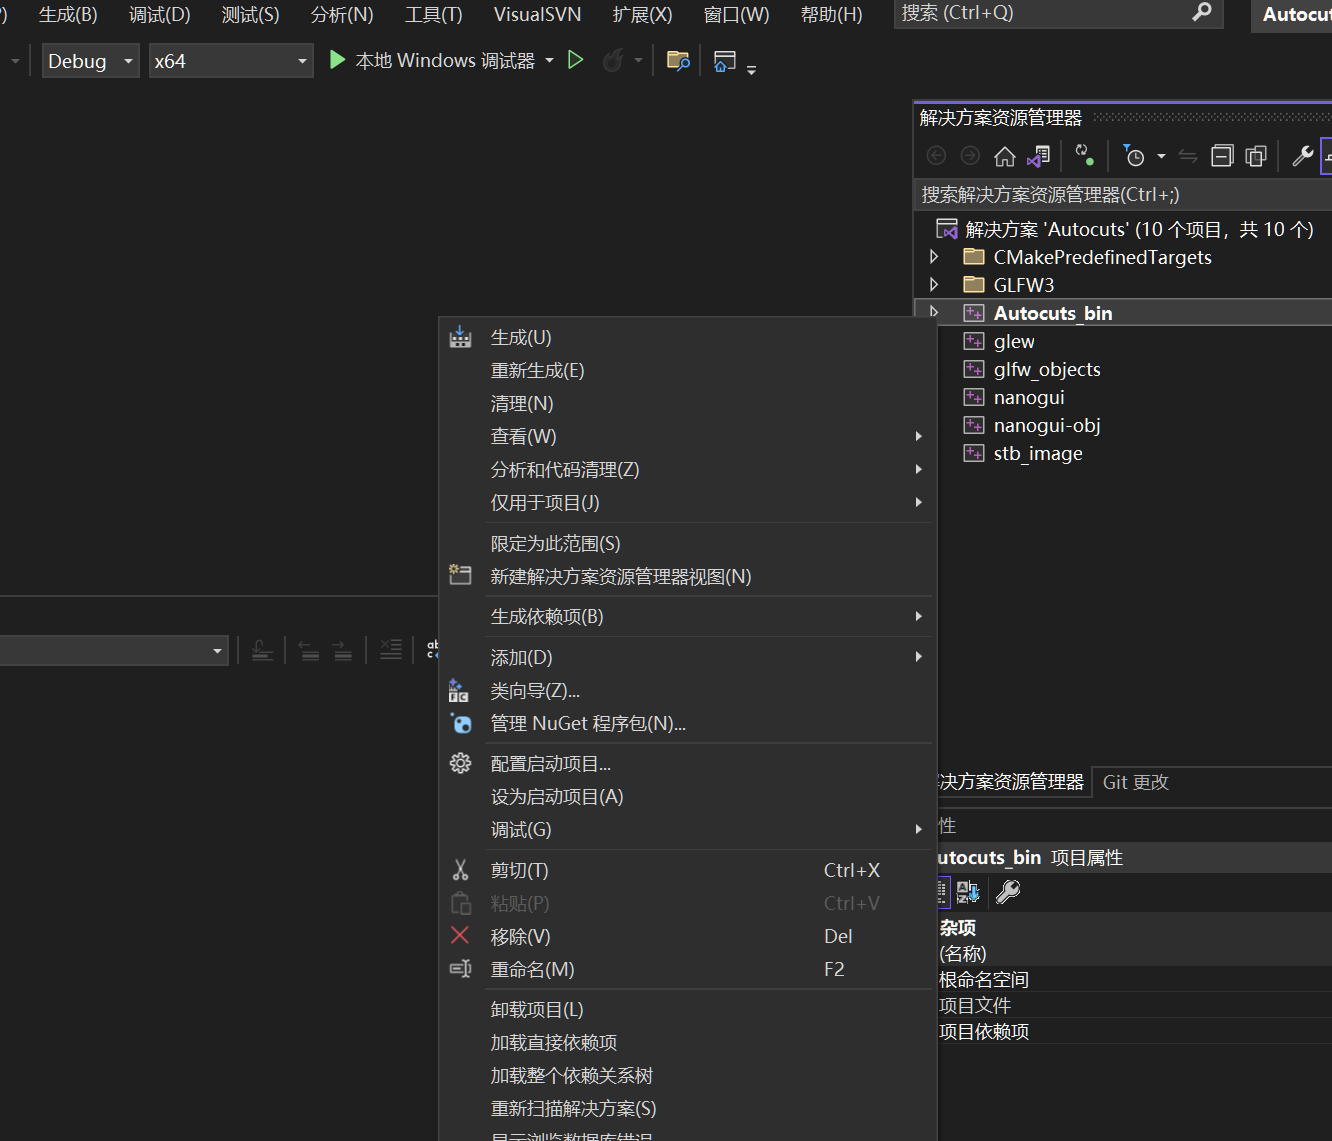 生成(B) 调试(D) 测试(S) 分析(N) 工具(T) VisualSVN 扩展(X) 窗口(W) 帮助(H) 搜索 (Ctrl+Q) Autocut
Debug x64 本地 Windows 调试器
解决方案资源管理器
搜索解决方案资源管理器(Ctrl+;)
解决方案 'Autocuts' (10 个项目，共 10 个)
CMakePredefinedTargets
GLFW3
Autocuts_bin
glew
glfw_objects
nanogui
nanogui-obj
stb_image
生成(U)
重新生成(E)
清理(N)
查看(W)
分析和代码清理(Z)
仅用于项目(J)
限定为此范围(S)
新建解决方案资源管理器视图(N)
生成依赖项(B)
添加(D)
类向导(Z)...
管理 NuGet 程序包(N)...
配置启动项目...
设为启动项目(A)
调试(G)
剪切(T) Ctrl+X
粘贴(P) Ctrl+V
移除(V) Del
重命名(M) F2
卸载项目(L)
加载直接依赖项
加载整个依赖关系树
重新扫描解决方案(S)
决方案资源管理器 Git 更改
性
utocuts_bin 项目属性
杂项
(名称)
根命名空间
项目文件
项目依赖项